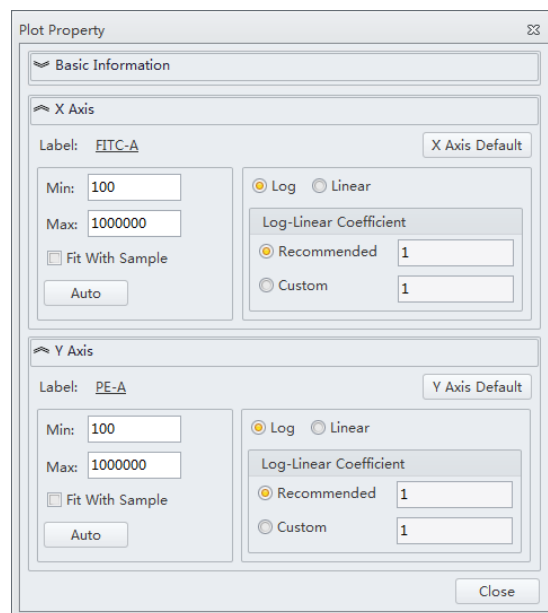 Plot Property
Basic Information
X Axis
Label: FITC-A X Axis Default
Min: 100
Max: 1000000
Fit With Sample
Auto
Log Linear
Log-Linear Coefficient
Recommended 1
Custom 1
Y Axis
Label: PE-A Y Axis Default
Min: 100
Max: 1000000
Fit With Sample
Auto
Log Linear
Log-Linear Coefficient
Recommended 1
Custom 1
Close